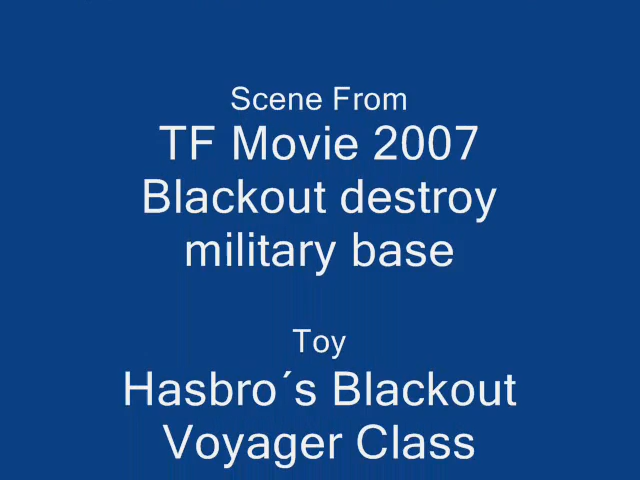 Scene From
TF Movie 2007
Blackout destroy
military base
Toy
Hasbro´s Blackout
Voyager Class